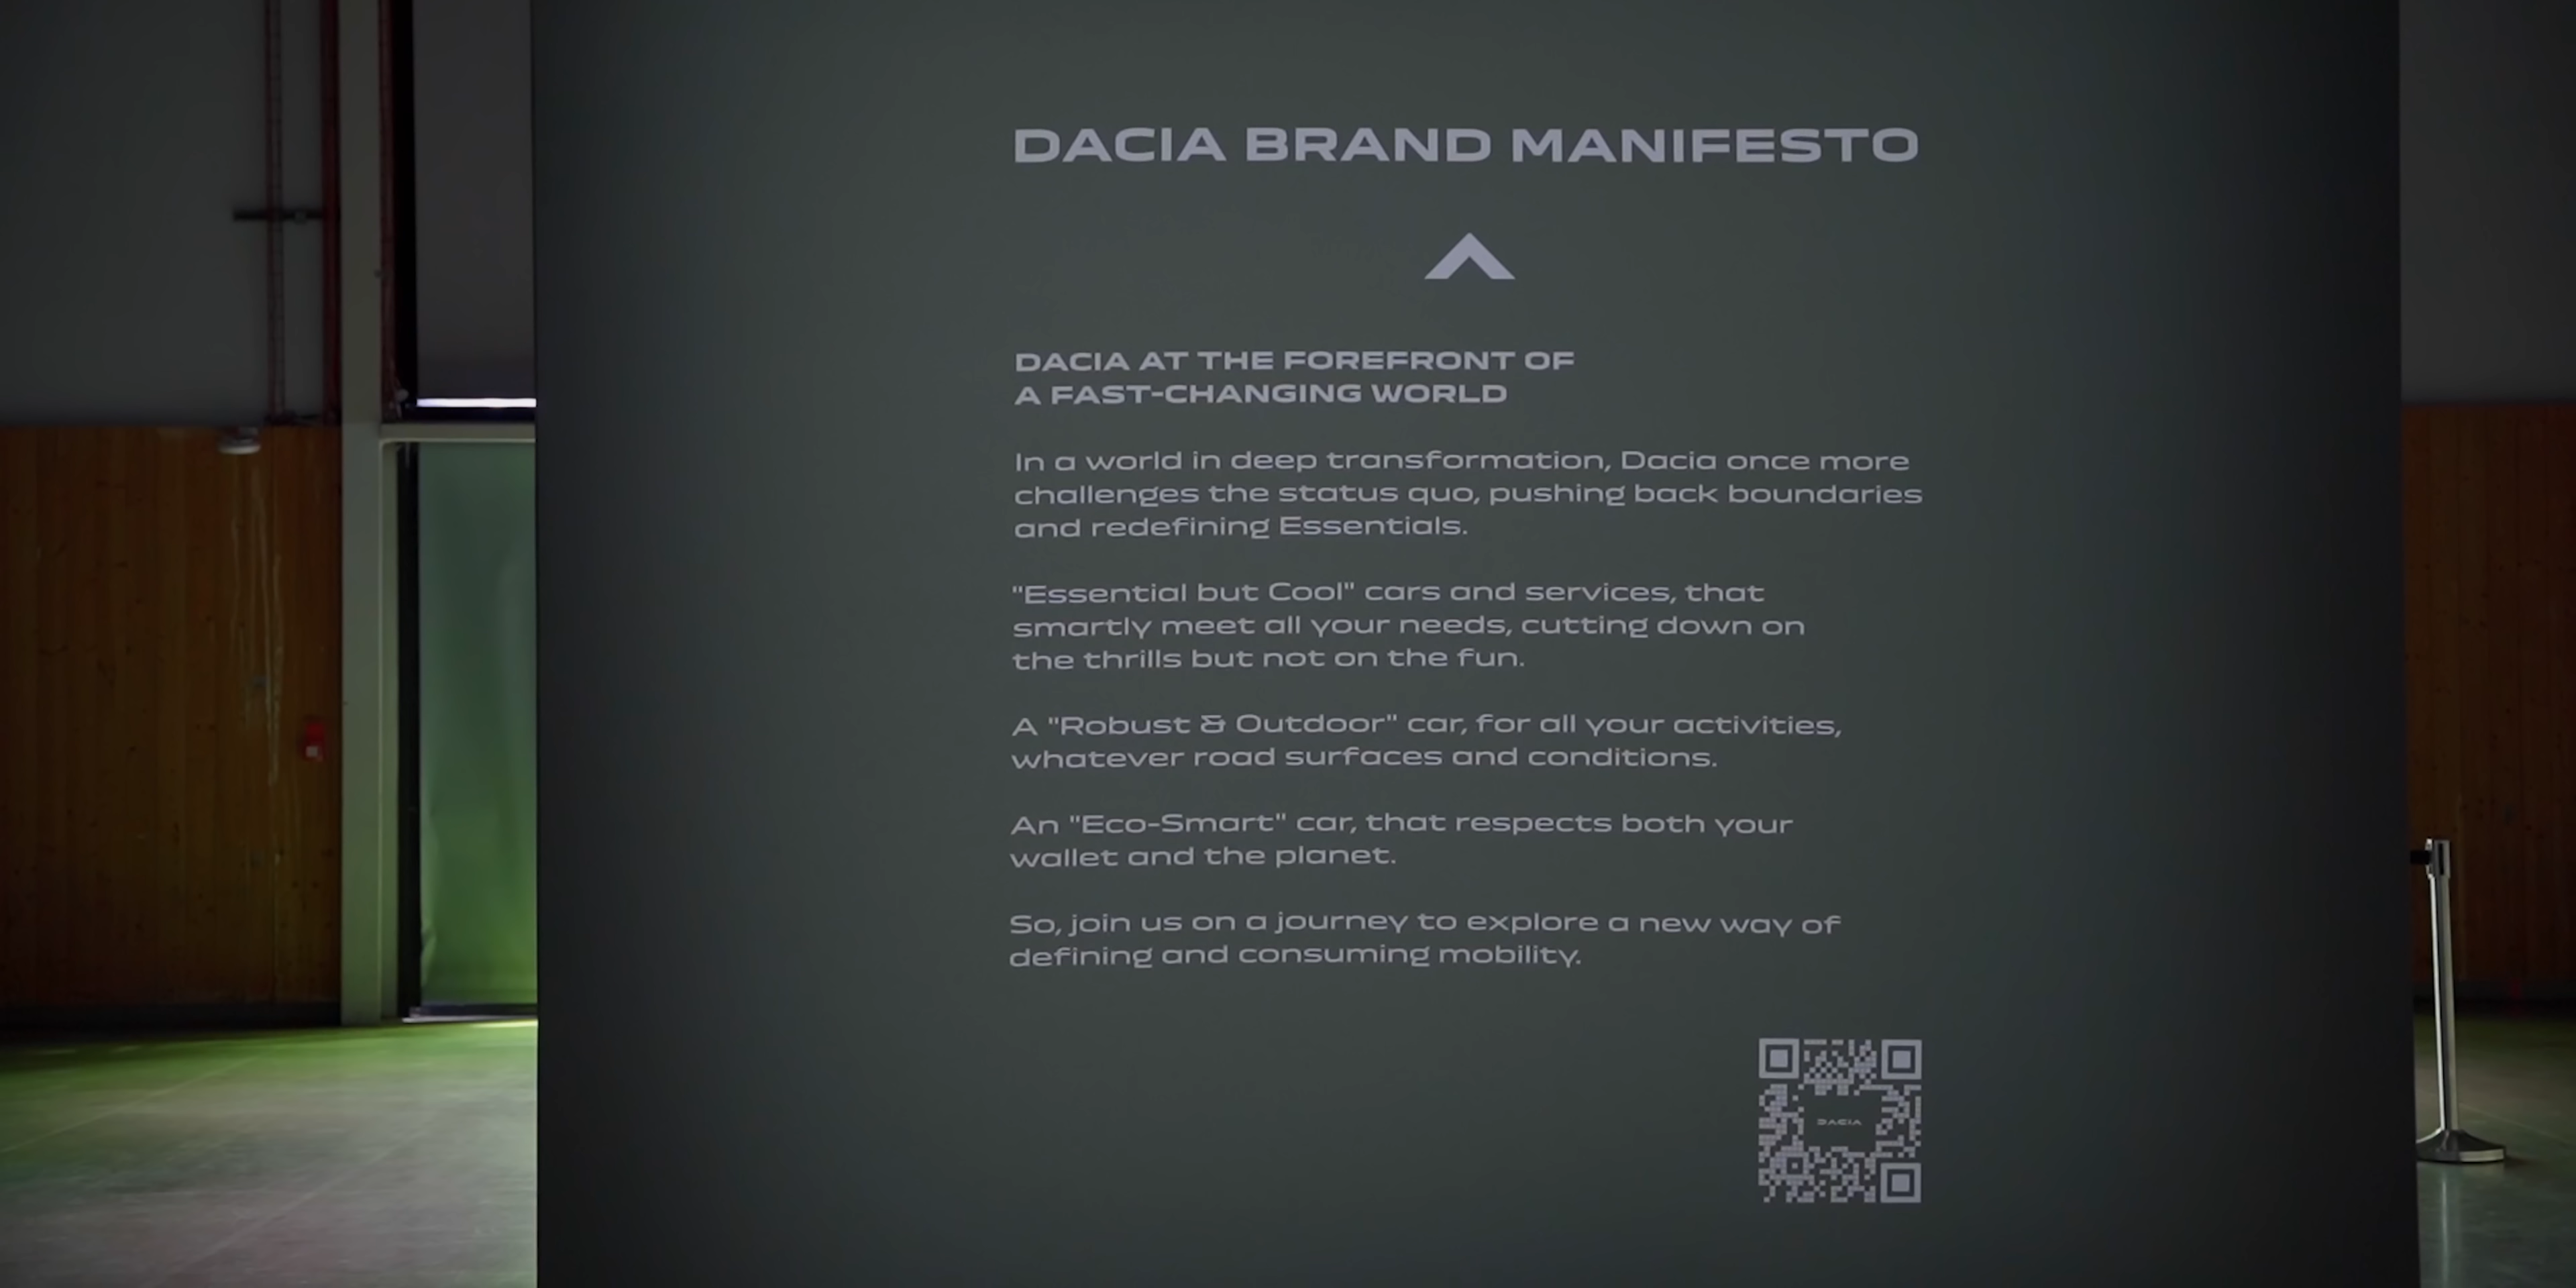 DACIA BRAND MANIFESTO
DACIA AT THE FOREFRONT OF
A FAST-CHANGING WORLD
In a world in deep transformation, Dacia once more
challenges the status quo, pushing back boundaries
and redefining Essentials.
"Essential but Cool" cars and services, that
smartly meet all your needs, cutting down on
the thrills but not on the fun.
A "Robust & Outdoor" car, for all your activities,
whatever road surfaces and conditions.
An "Eco-Smart" car, that respects both your
wallet and the planet.
So, join us on a journey to explore a new way of
defining and consuming mobility.
DACIA